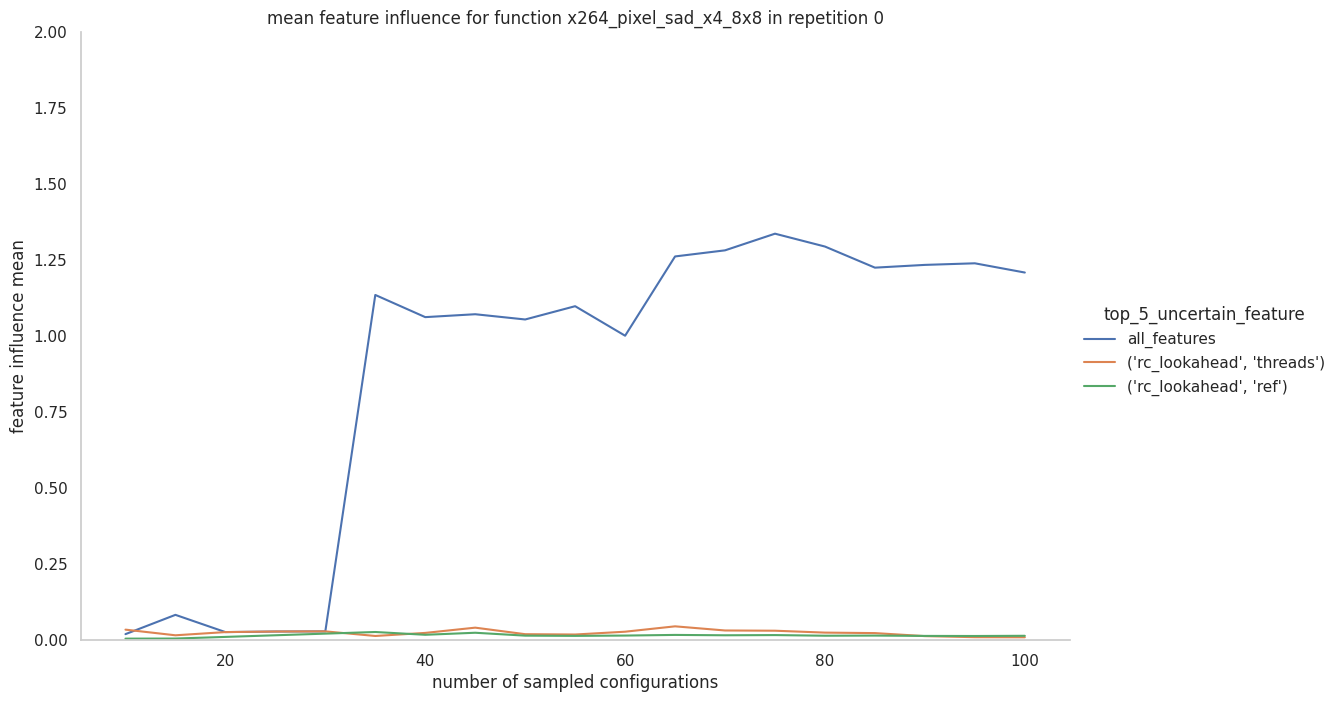 mean feature influence for function x264_pixel_sad_x4_8x8 in repetition 0
2.00
1.75
1.50
1.25
1.00
0.75
0.50
0.25
0.00
feature influence mean
20
40
60
80
100
number of sampled configurations
top_5_uncertain_feature
all_features
('rc_lookahead', 'threads')
('rc_lookahead', 'ref')